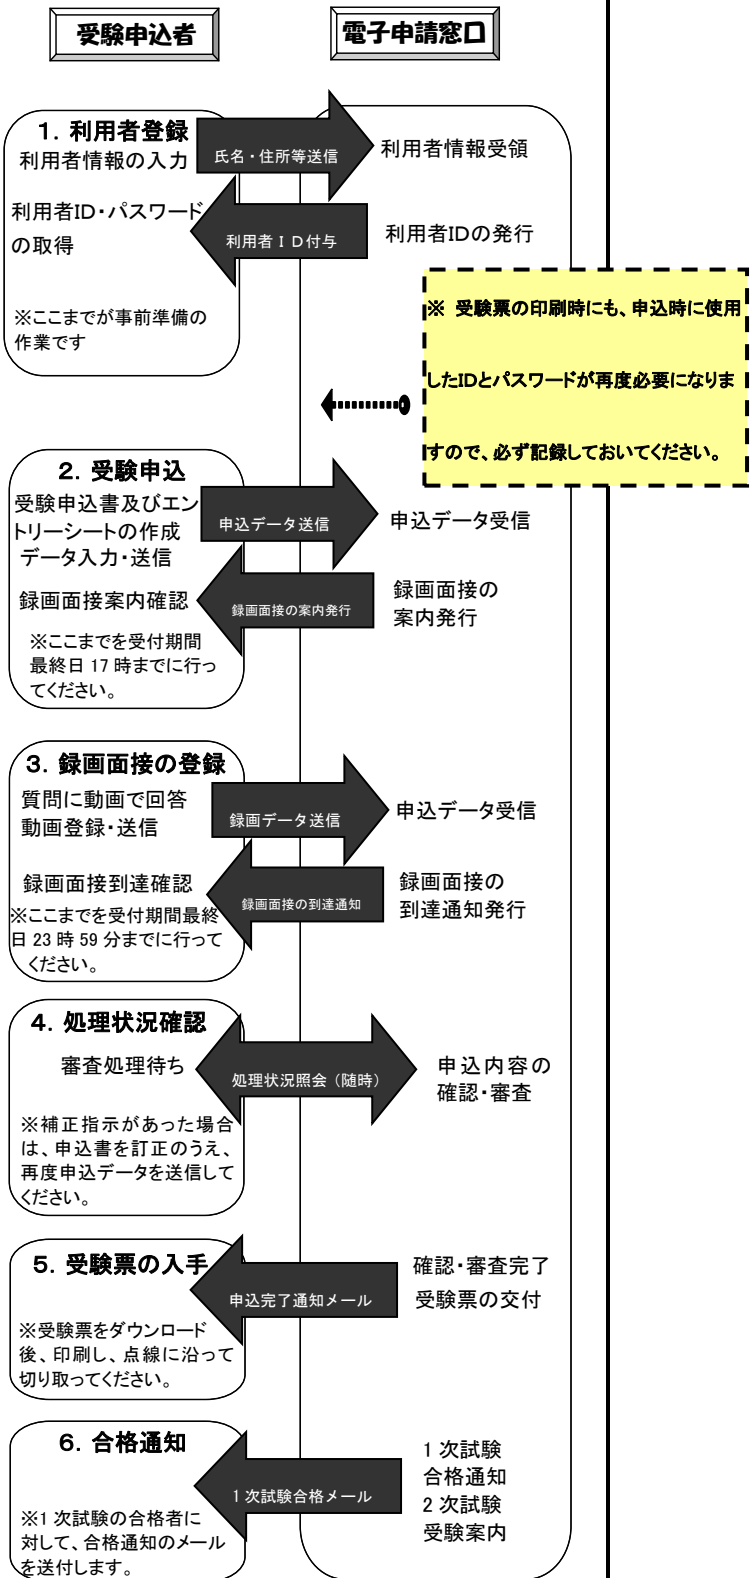 受験申込者
電子申請窓口
1．利用者登録
利用者情報の入力
氏名・住所等送信
利用者情報受領
利用者ID・パスワード
の取得
利用者ＩＤ付与
利用者IDの発行
※ここまでが事前準備の
作業です
※ 受験票の印刷時にも、申込時に使用
したIDとパスワードが再度必要になりま
すので、必ず記録しておいてください。
2．受験申込
受験申込書及びエン
トリーシートの作成
データ入力・送信
申込データ送信
申込データ受信
録画面接案内確認
録画面接の案内発行
録画面接の
案内発行
※ここまでを受付期間
最終日 17 時までに行っ
てください。
3．録画面接の登録
質問に動画で回答
動画登録・送信
録画データ送信
申込データ受信
録画面接到達確認
録画面接の到達通知
録画面接の
到達通知発行
※ここまでを受付期間最終
日 23 時 59 分までに行って
ください。
4．処理状況確認
審査処理待ち
処理状況照会（随時）
申込内容の
確認・審査
※補正指示があった場合
は、申込書を訂正のうえ、
再度申込データを送信して
ください。
5．受験票の入手
申込完了通知メール
確認・審査完了
受験票の交付
※受験票をダウンロード
後、印刷し、点線に沿って
切り取ってください。
6．合格通知
1 次試験合格メール
1 次試験
合格通知
2 次試験
受験案内
※1 次試験の合格者に
対して、合格通知のメール
を送付します。